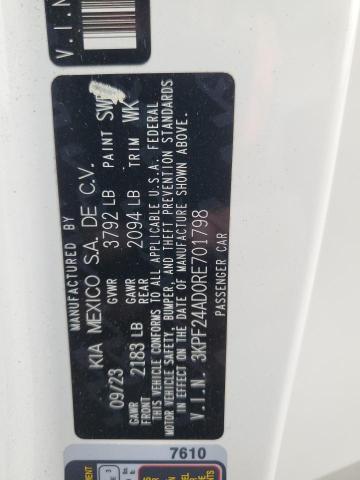 V.I.N
MANUFACTURED BY
KIA MEXICO S.A. DE C.V.
09/23 GVWR 3792 LB PAINT SW
GAWR FRONT 2183 LB GAWR REAR 2094 LB TRIM WK
THIS VEHICLE CONFORMS TO ALL APPLICABLE U.S.A. FEDERAL
MOTOR VEHICLE SAFETY, BUMPER, AND THEFT PREVENTION STANDARDS
IN EFFECT ON THE DATE OF MANUFACTURE SHOWN ABOVE.
V.I.N. 3KPF24AD0RE701798
PASSENGER CAR
7610